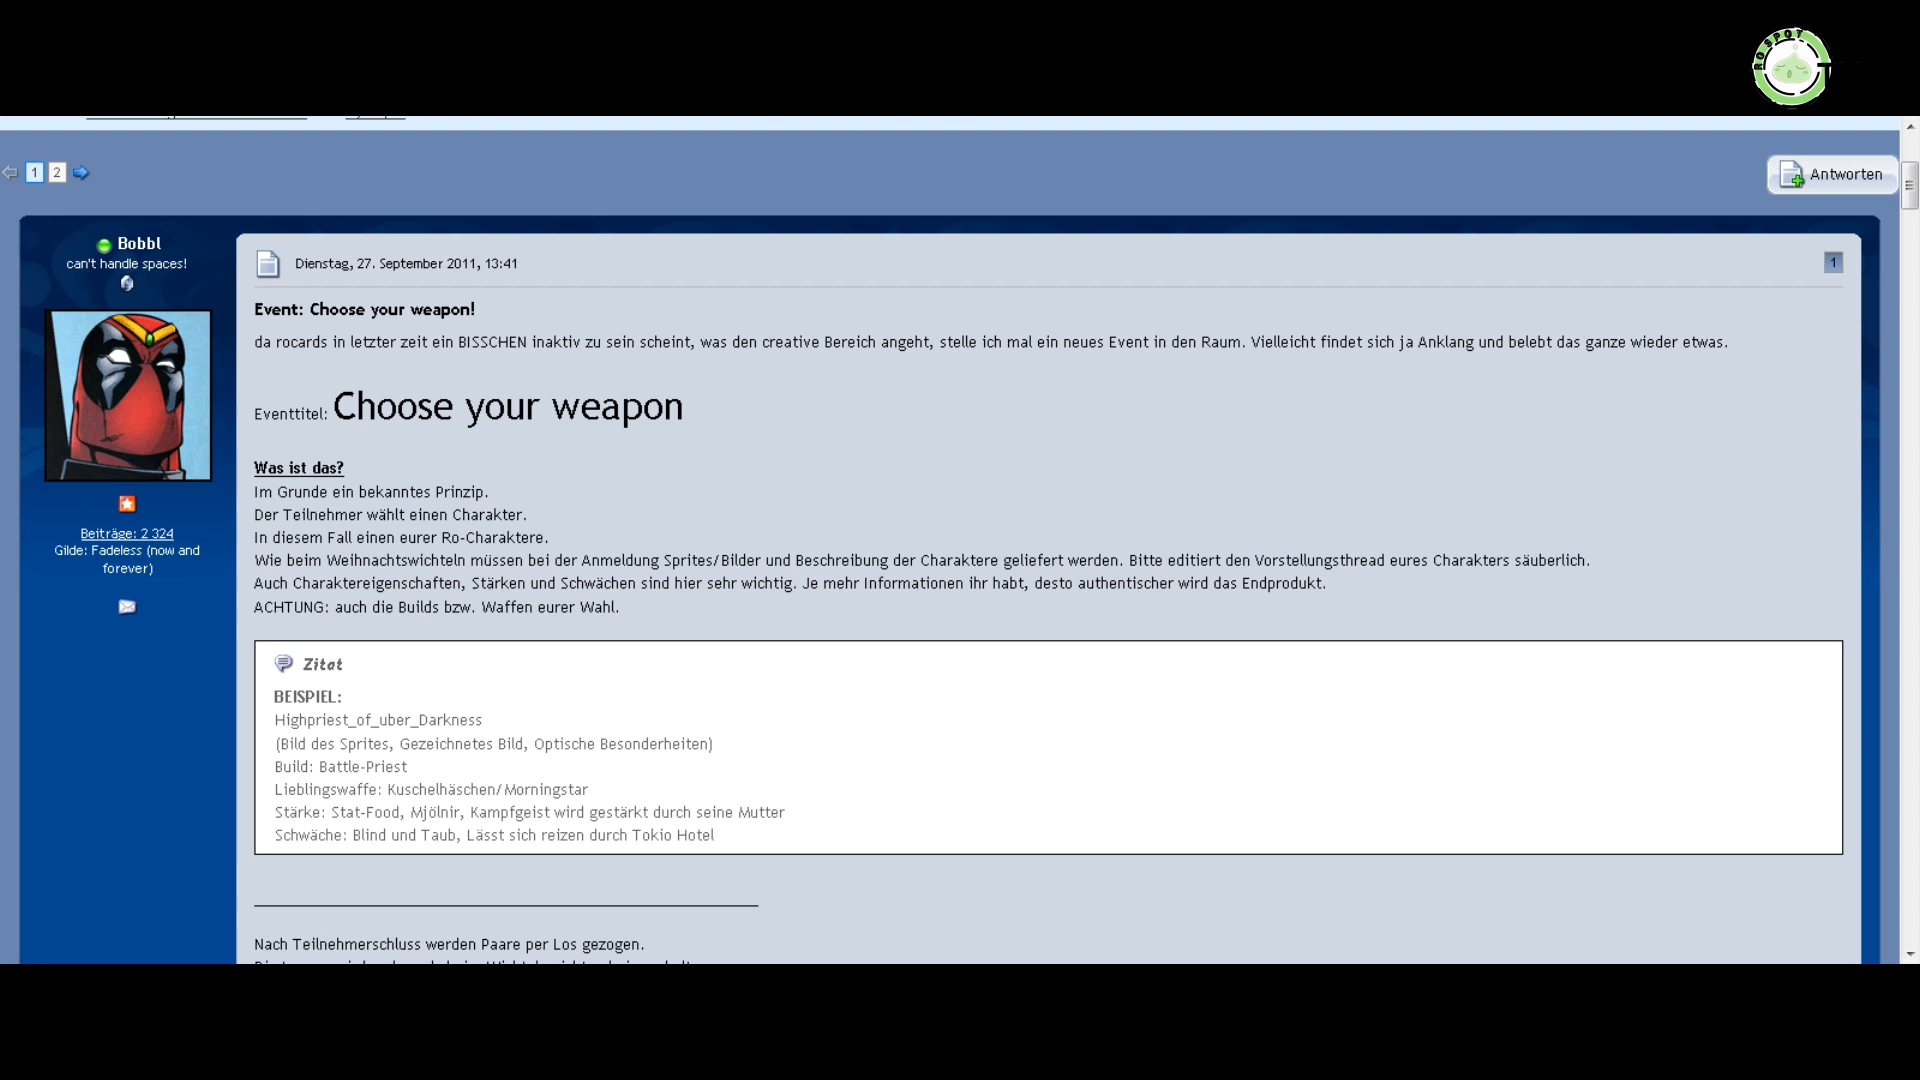 RO SPOT
1 2
Antworten
Bobbl
can't handle spaces!
Beiträge: 2 324
Gilde: Fadeless (now and
forever)
Dienstag, 27. September 2011, 13:41
1
Event: Choose your weapon!
da rocards in letzter zeit ein BISSCHEN inaktiv zu sein scheint, was den creative Bereich angeht, stelle ich mal ein neues Event in den Raum. Vielleicht findet sich ja Anklang und belebt das ganze wieder etwas.
Eventtitel: Choose your weapon
Was ist das?
Im Grunde ein bekanntes Prinzip.
Der Teilnehmer wählt einen Charakter.
In diesem Fall einen eurer Ro-Charaktere.
Wie beim Weihnachtswichteln müssen bei der Anmeldung Sprites/Bilder und Beschreibung der Charaktere geliefert werden. Bitte editiert den Vorstellungsthread eures Charakters säuberlich.
Auch Charaktereigenschaften, Stärken und Schwächen sind hier sehr wichtig. Je mehr Informationen ihr habt, desto authentischer wird das Endprodukt.
ACHTUNG: auch die Builds bzw. Waffen eurer Wahl.
Zitat
BEISPIEL:
Highpriest_of_uber_Darkness
(Bild des Sprites, Gezeichnetes Bild, Optische Besonderheiten)
Build: Battle-Priest
Lieblingswaffe: Kuschelhäschen/Morningstar
Stärke: Stat-Food, Mjölnir, Kampfgeist wird gestärkt durch seine Mutter
Schwäche: Blind und Taub, Lässt sich reizen durch Tokio Hotel
Nach Teilnehmerschluss werden Paare per Los gezogen.